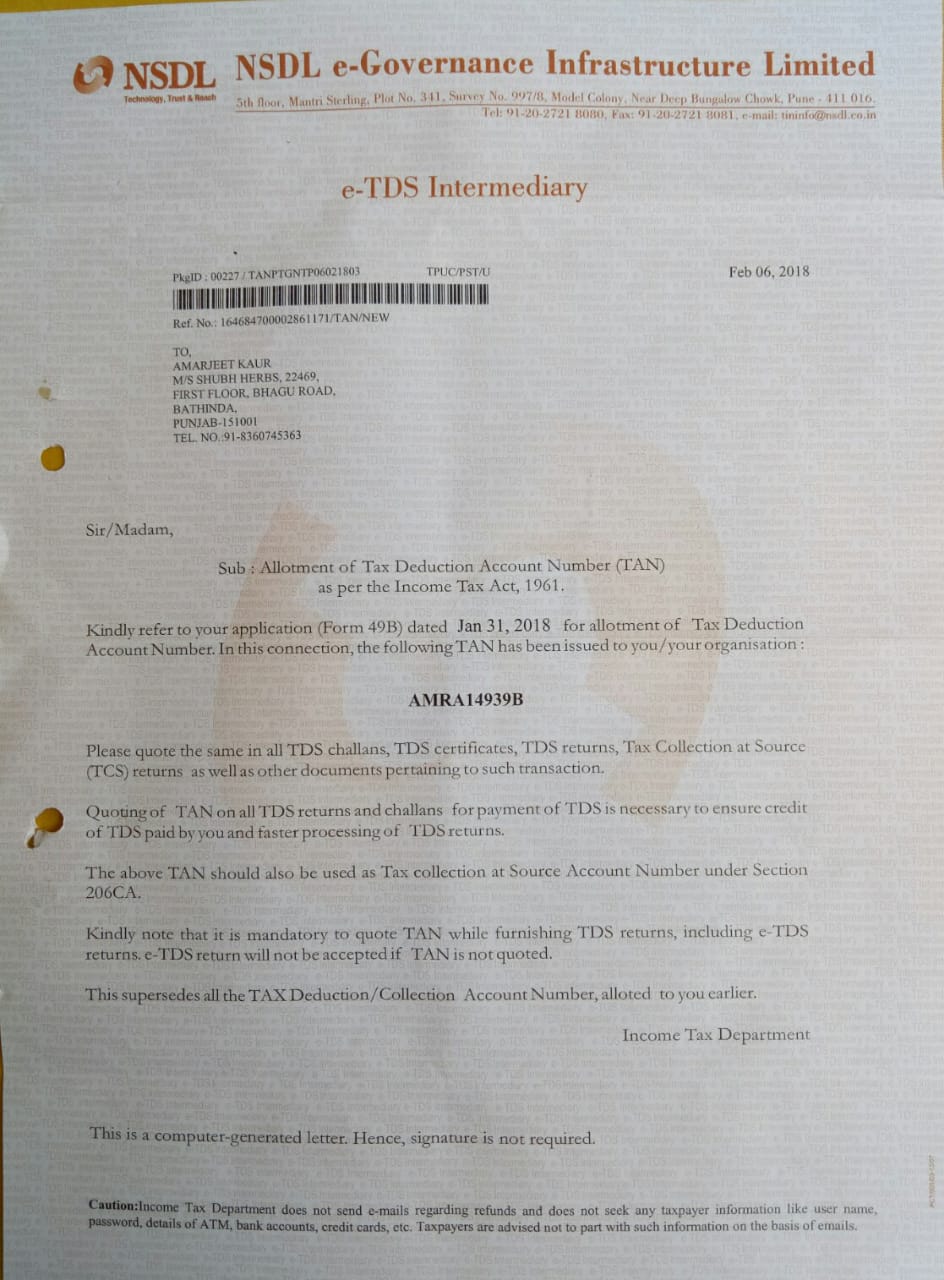 NSDL
Technology, Trust & Reach
NSDL e-Governance Infrastructure Limited
5th floor, Mantri Sterling, Plot No. 341, Survey No. 997/8, Model Colony, Near Deep Bungalow Chowk, Pune - 411 016.
Tel: 91-20-2721 8080, Fax: 91-20-2721 8081, e-mail: tininfo@nsdl.co.in
e-TDS Intermediary
PkgID : 00227 / TANPTGNTP06021803 TPUC/PST/U
Feb 06, 2018
Ref. No.: 164684700002861171/TAN/NEW
TO,
AMARJEET KAUR
M/S SHUBH HERBS, 22469,
FIRST FLOOR, BHAGU ROAD,
BATHINDA,
PUNJAB-151001
TEL. NO.:91-8360745363
Sir/Madam,
Sub : Allotment of Tax Deduction Account Number (TAN)
as per the Income Tax Act, 1961.
Kindly refer to your application (Form 49B) dated Jan 31, 2018 for allotment of Tax Deduction
Account Number. In this connection, the following TAN has been issued to you/your organisation :
AMRA14939B
Please quote the same in all TDS challans, TDS certificates, TDS returns, Tax Collection at Source
(TCS) returns as well as other documents pertaining to such transaction.
Quoting of TAN on all TDS returns and challans for payment of TDS is necessary to ensure credit
of TDS paid by you and faster processing of TDS returns.
The above TAN should also be used as Tax collection at Source Account Number under Section
206CA.
Kindly note that it is mandatory to quote TAN while furnishing TDS returns, including e-TDS
returns. e-TDS return will not be accepted if TAN is not quoted.
This supersedes all the TAX Deduction/Collection Account Number, alloted to you earlier.
Income Tax Department
This is a computer-generated letter. Hence, signature is not required.
Caution:Income Tax Department does not send e-mails regarding refunds and does not seek any taxpayer information like user name,
password, details of ATM, bank accounts, credit cards, etc. Taxpayers are advised not to part with such information on the basis of emails.